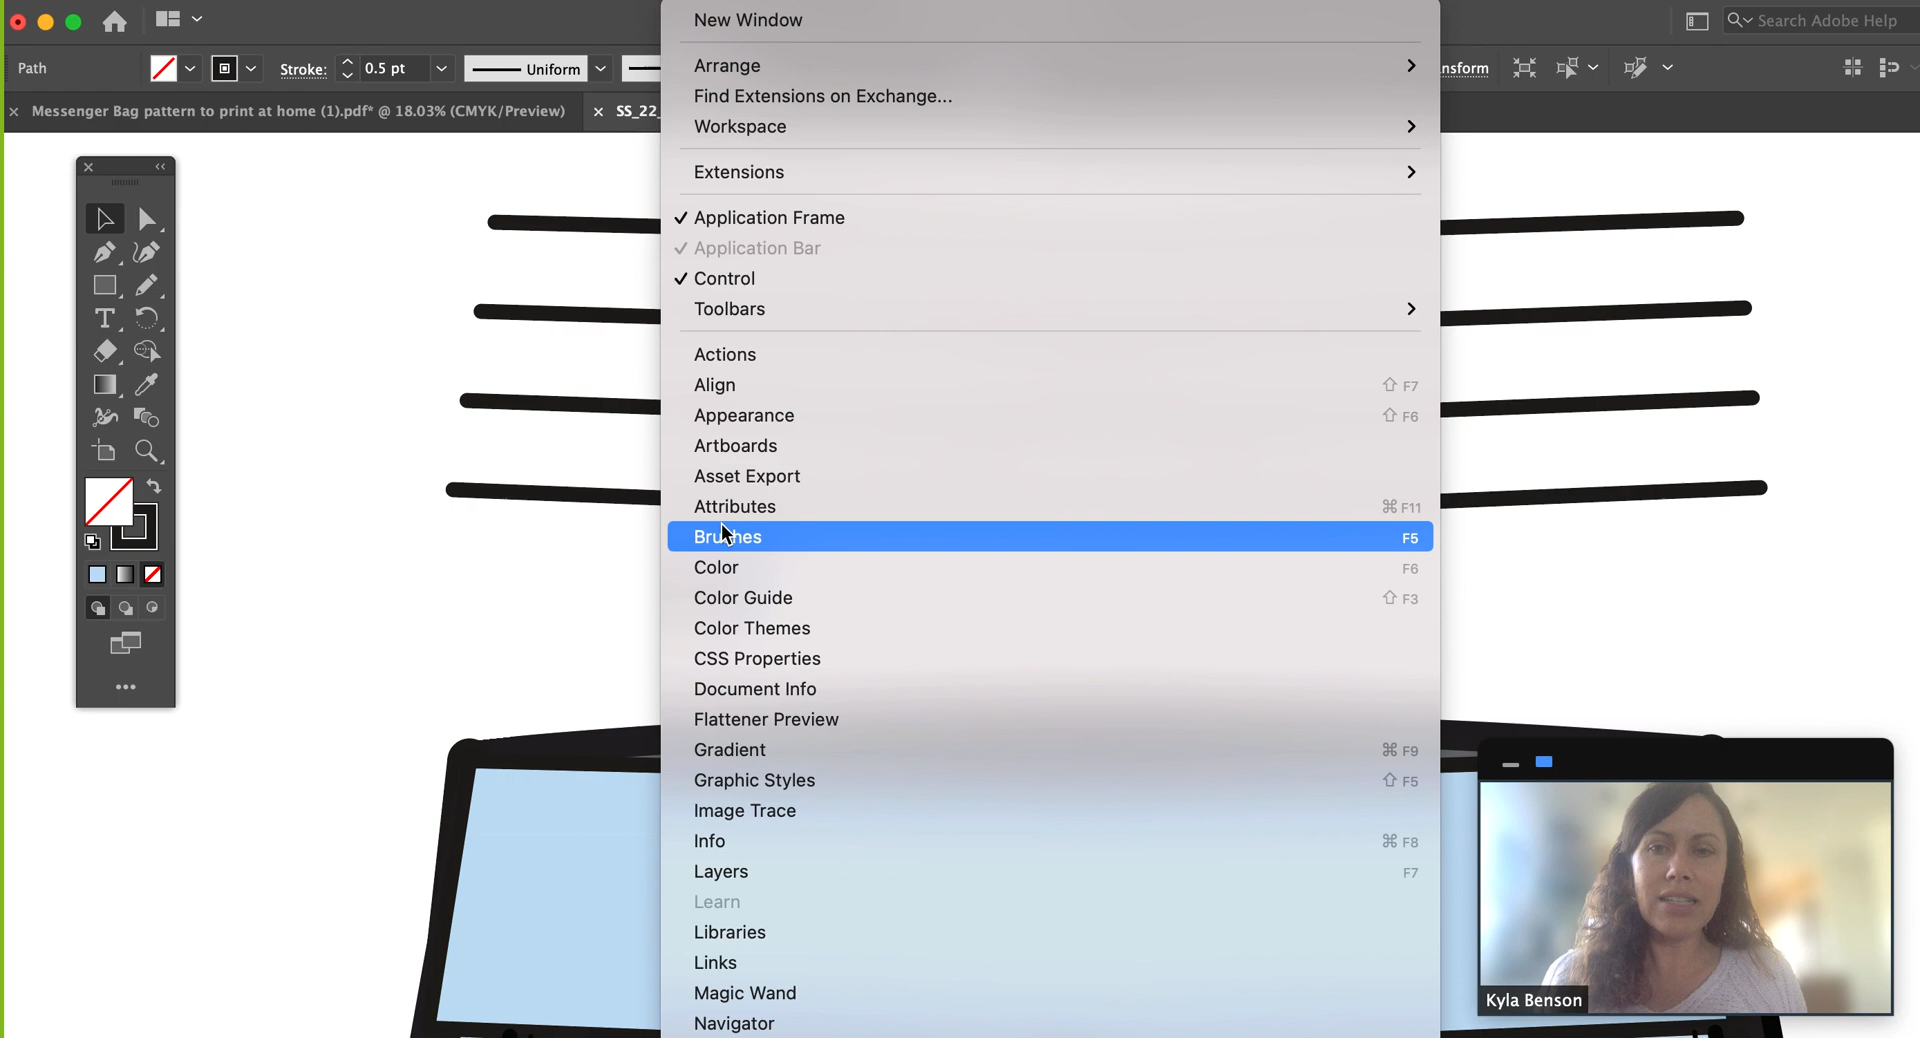 New Window
Search Adobe Help
Path
Stroke:
0.5 pt
Uniform
Arrange
nsform
Find Extensions on Exchange...
Messenger Bag pattern to print at home (1).pdf* @ 18.03% (CMYK/Preview)
SS_22_
Workspace
Extensions
Application Frame
Application Bar
Control
Toolbars
Actions
Align ⇧ F7
Appearance ⇧ F6
Artboards
Asset Export
Attributes ⌘ F11
Brushes F5
Color F6
Color Guide ⇧ F3
Color Themes
CSS Properties
Document Info
Flattener Preview
Gradient ⌘ F9
Graphic Styles ⇧ F5
Image Trace
Info ⌘ F8
Layers F7
Learn
Libraries
Links
Magic Wand
Navigator
Kyla Benson